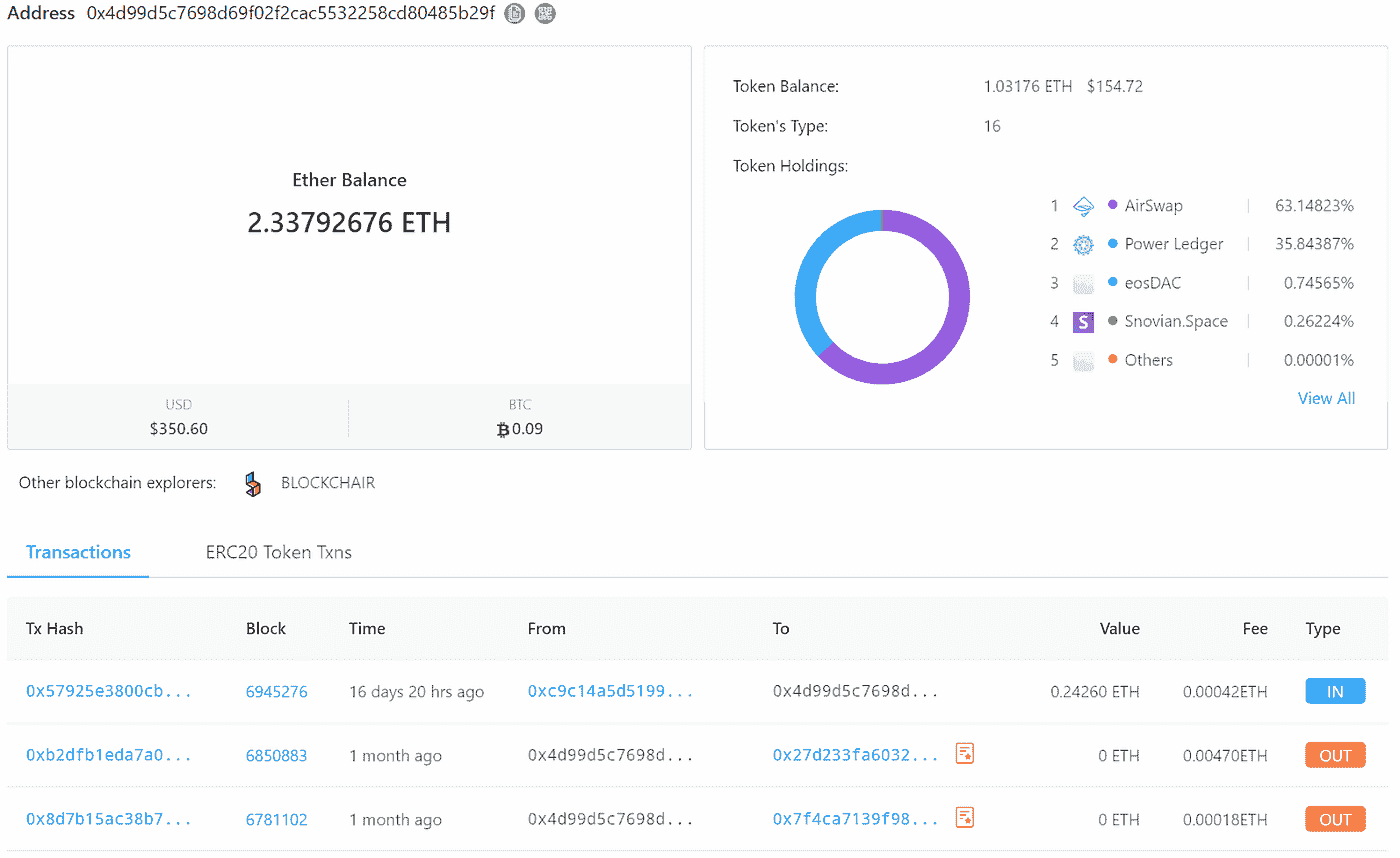 Address 0x4d99d5c7698d69f02f2cac5532258cd80485b29f
Ether Balance
2.33792676 ETH
USD
$350.60
BTC
₿0.09
Token Balance: 1.03176 ETH $154.72
Token's Type: 16
Token Holdings:
1 AirSwap 63.14823%
2 Power Ledger 35.84387%
3 eosDAC 0.74565%
4 S Snovian.Space 0.26224%
5 Others 0.00001%
View All
Other blockchain explorers: BLOCKCHAIR
Transactions ERC20 Token Txns
Tx Hash Block Time From To Value Fee Type
0x57925e3800cb... 6945276 16 days 20 hrs ago 0xc9c14a5d5199... 0x4d99d5c7698d... 0.24260 ETH 0.00042ETH IN
0xb2dfb1eda7a0... 6850883 1 month ago 0x4d99d5c7698d... 0x27d233fa6032... 0 ETH 0.00470ETH OUT
0x8d7b15ac38b7... 6781102 1 month ago 0x4d99d5c7698d... 0x7f4ca7139f98... 0 ETH 0.00018ETH OUT